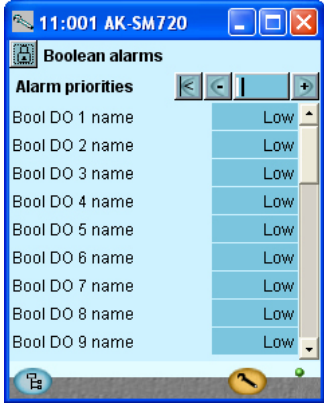 11:001 AK-SM720
Boolean alarms
Alarm priorities
Bool DO 1 name Low
Bool DO 2 name Low
Bool DO 3 name Low
Bool DO 4 name Low
Bool DO 5 name Low
Bool DO 6 name Low
Bool DO 7 name Low
Bool DO 8 name Low
Bool DO 9 name Low